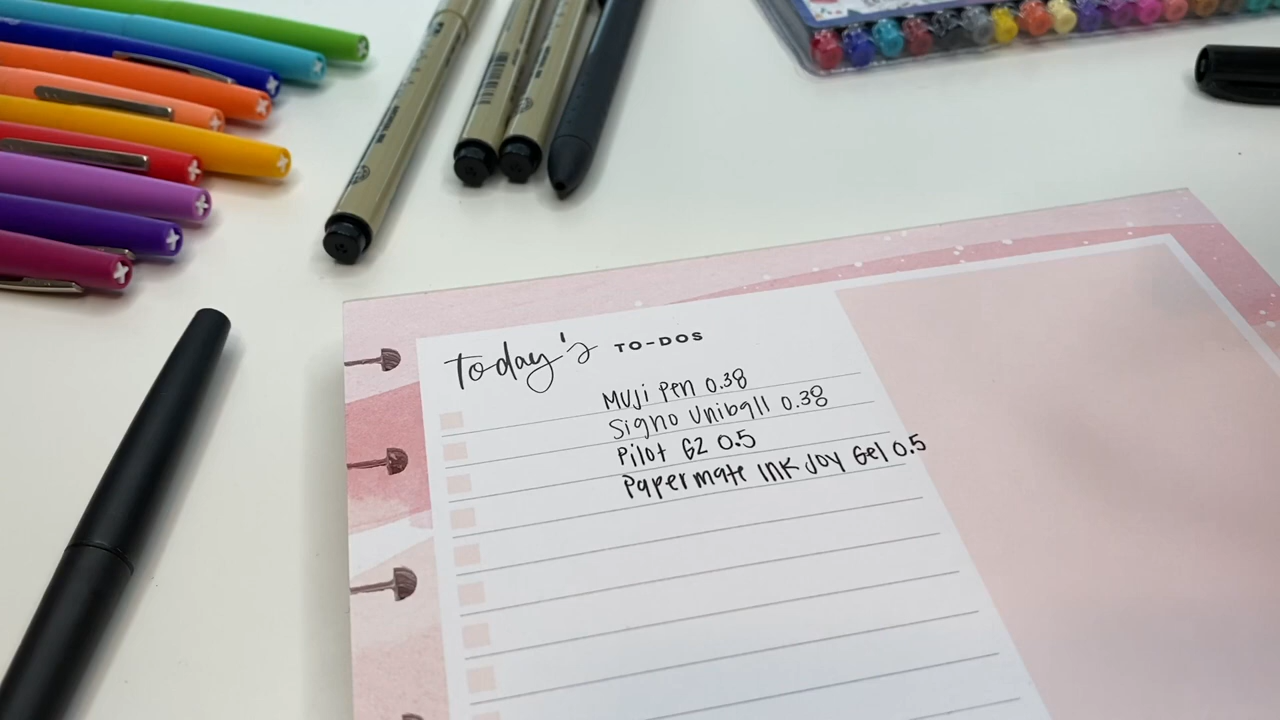 Today's TO-DOS
Muji Pen 0.38
Signo Uniball 0.38
Pilot G2 0.5
Papermate Ink Joy Gel 0.5